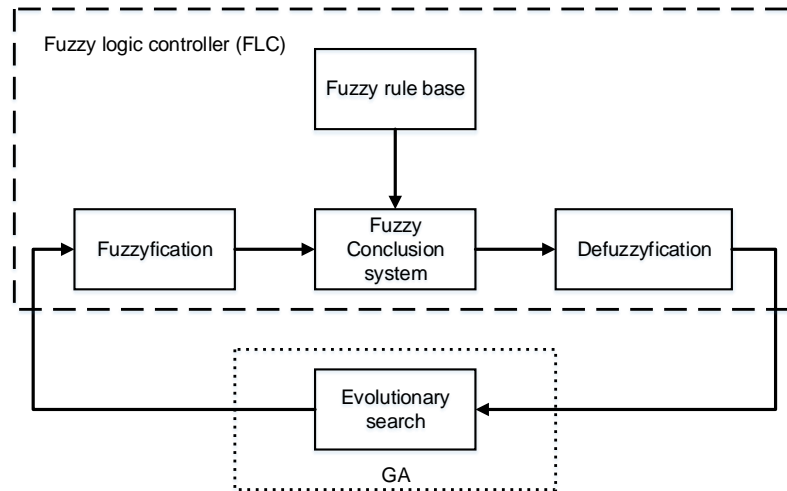 Fuzzy logic controller (FLC)
Fuzzy rule base
Fuzzyfication
Fuzzy
Conclusion
system
Defuzzyfication
Evolutionary
search
GA